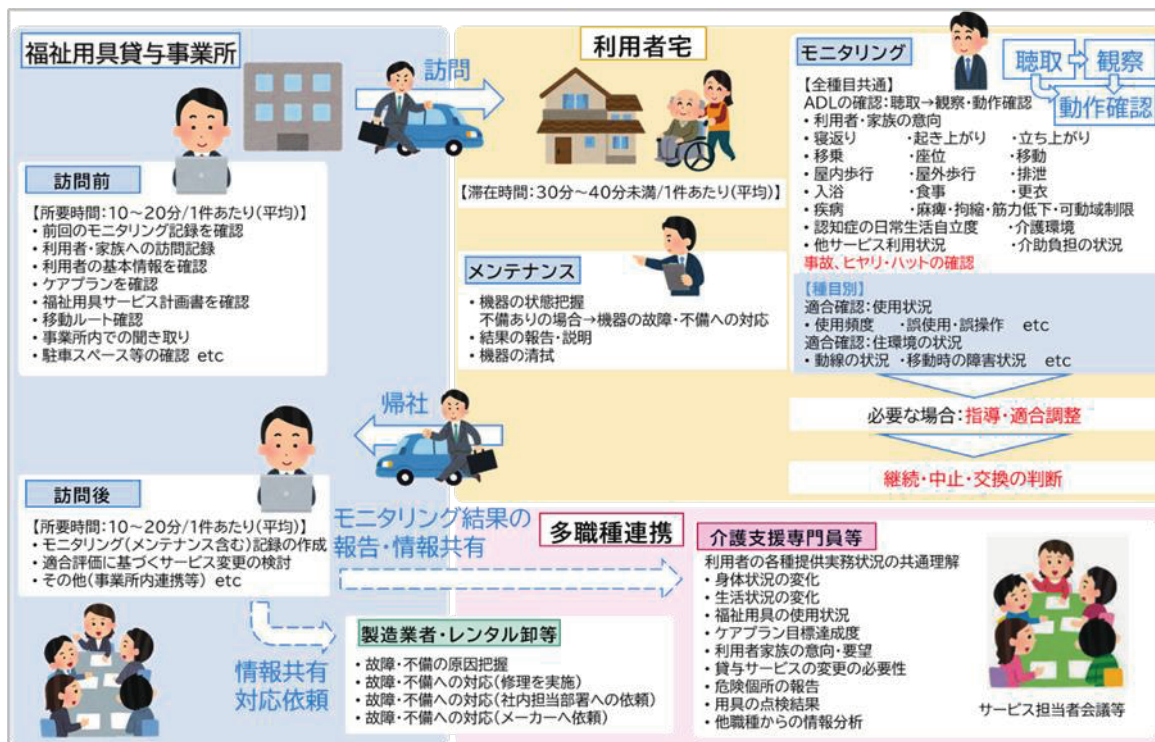 福祉用具貸与事業所
訪問前
【所要時間：10～20分/1件あたり(平均)】
・前回のモニタリング記録を確認
・利用者・家族への訪問記録
・利用者の基本情報を確認
・ケアプランを確認
・福祉用具サービス計画書を確認
・移動ルート確認
・事業所内での聞き取り
・駐車スペース等の確認 etc
訪問
利用者宅
【滞在時間：30分～40分未満/1件あたり(平均)】
メンテナンス
・機器の状態把握
不備ありの場合→機器の故障・不備への対応
・結果の報告・説明
・機器の清拭
モニタリング
聴取
観察
動作確認
【全種目共通】
ADLの確認：聴取→観察・動作確認
・利用者・家族の意向
・寝返り ・起き上がり ・立ち上がり
・移乗 ・座位 ・移動
・屋内歩行 ・屋外歩行 ・排泄
・入浴 ・食事 ・更衣
・疾病 ・麻痺・拘縮・筋力低下・可動域制限
・認知症の日常生活自立度 ・介護環境
・他サービス利用状況 ・介助負担の状況
事故、ヒヤリ・ハットの確認
【種目別】
適合確認：使用状況
・使用頻度 ・誤使用・誤操作 etc
適合確認：住環境の状況
・動線の状況 ・移動時の障害状況 etc
必要な場合：指導・適合調整
継続・中止・交換の判断
帰社
訪問後
【所要時間：10～20分/1件あたり(平均)】
・モニタリング(メンテナンス含む)記録の作成
・適合評価に基づくサービス変更の検討
・その他(事業所内連携等) etc
モニタリング結果の
報告・情報共有
情報共有
対応依頼
多職種連携
製造業者・レンタル卸等
・故障・不備の原因把握
・故障・不備への対応(修理を実施)
・故障・不備への対応(社内担当部署への依頼)
・故障・不備への対応(メーカーへ依頼)
介護支援専門員等
利用者の各種提供実務状況の共通理解
・身体状況の変化
・生活状況の変化
・福祉用具の使用状況
・ケアプラン目標達成度
・利用者家族の意向・要望
・貸与サービスの変更の必要性
・危険個所の報告
・用具の点検結果
・他職種からの情報分析
サービス担当者会議等